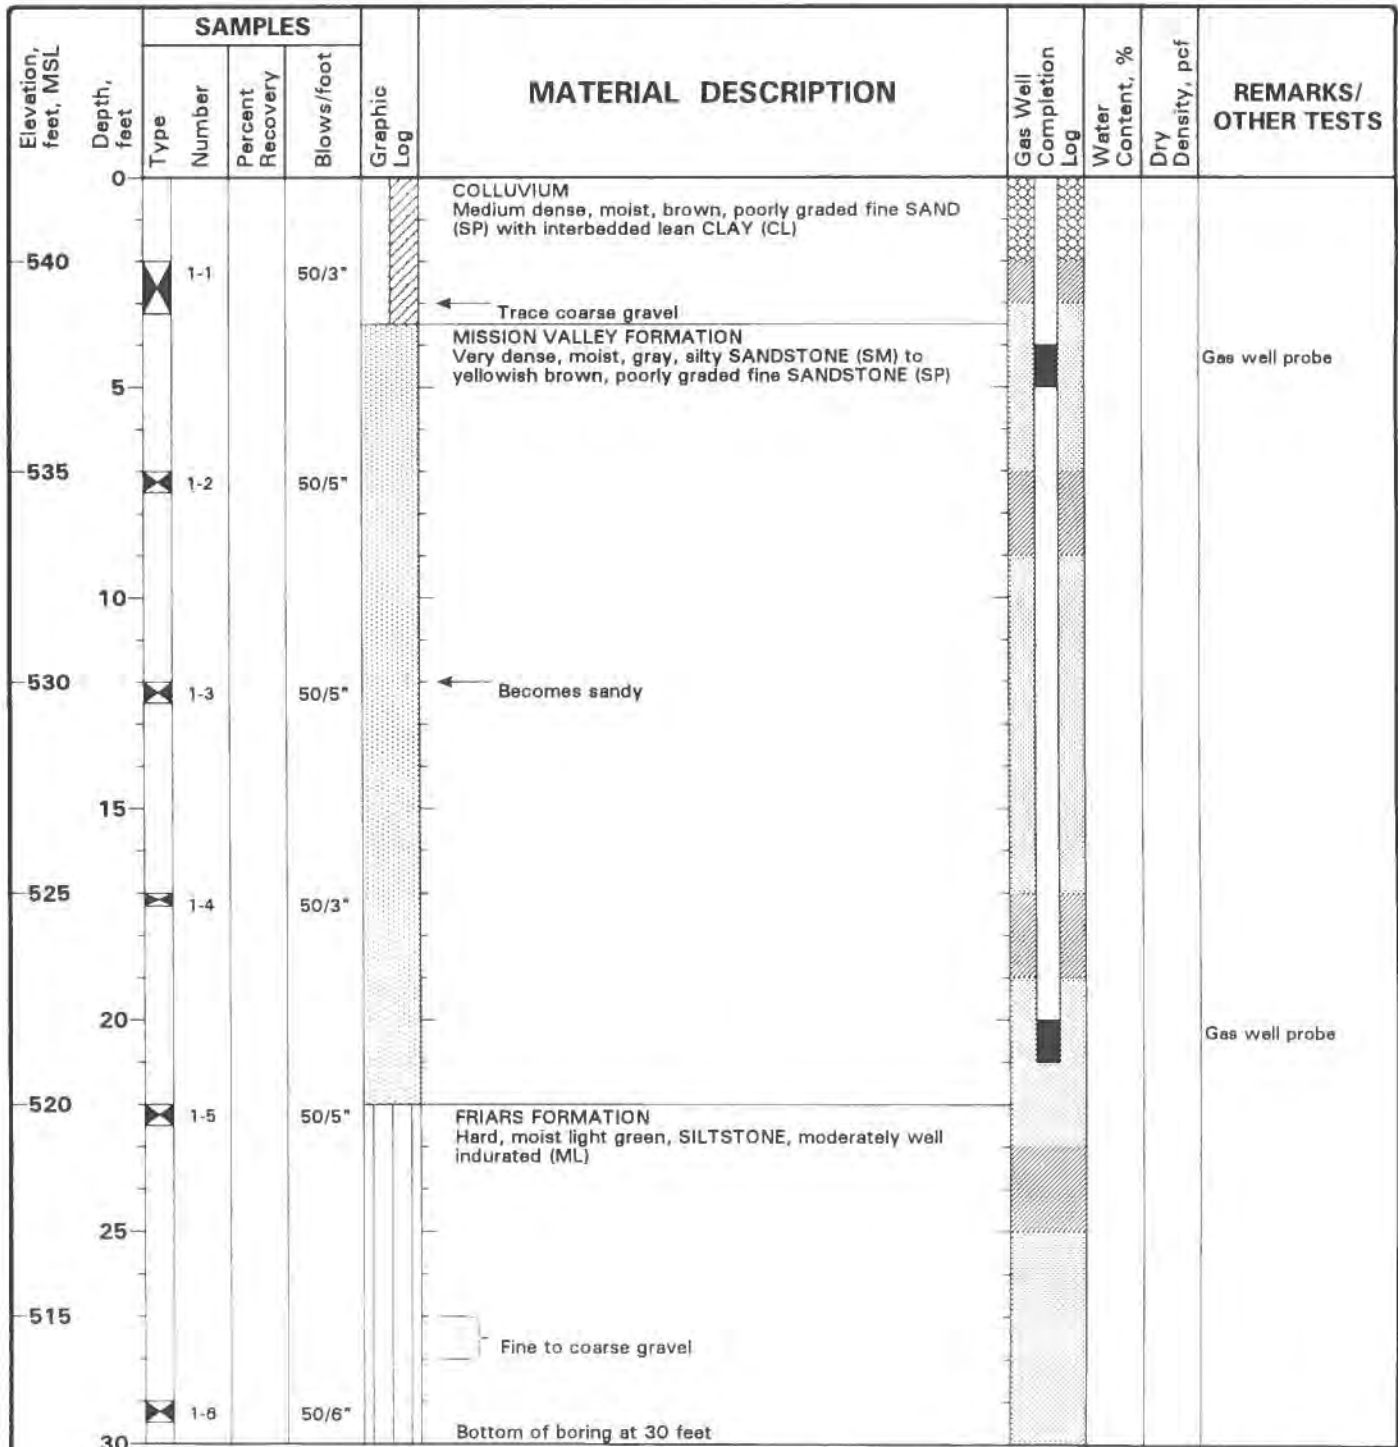 SAMPLES
Elevation,
feet, MSL
Depth,
feet
Type
Number
Percent
Recovery
Blows/foot
Graphic
Log
MATERIAL DESCRIPTION
Gas Well
Completion
Log
Water
Content, %
Dry
Density, pcf
REMARKS/
OTHER TESTS
0
COLLUVIUM
Medium dense, moist, brown, poorly graded fine SAND
(SP) with interbedded lean CLAY (CL)
540
1-1
50/3"
Trace coarse gravel
MISSION VALLEY FORMATION
Very dense, moist, gray, silty SANDSTONE (SM) to
yellowish brown, poorly graded fine SANDSTONE (SP)
Gas well probe
5
535
1-2
50/5"
10
530
1-3
50/5"
Becomes sandy
15
525
1-4
50/3"
20
Gas well probe
520
1-5
50/5"
FRIARS FORMATION
Hard, moist light green, SILTSTONE, moderately well
indurated (ML)
25
515
Fine to coarse gravel
1-6
50/6"
Bottom of boring at 30 feet
30